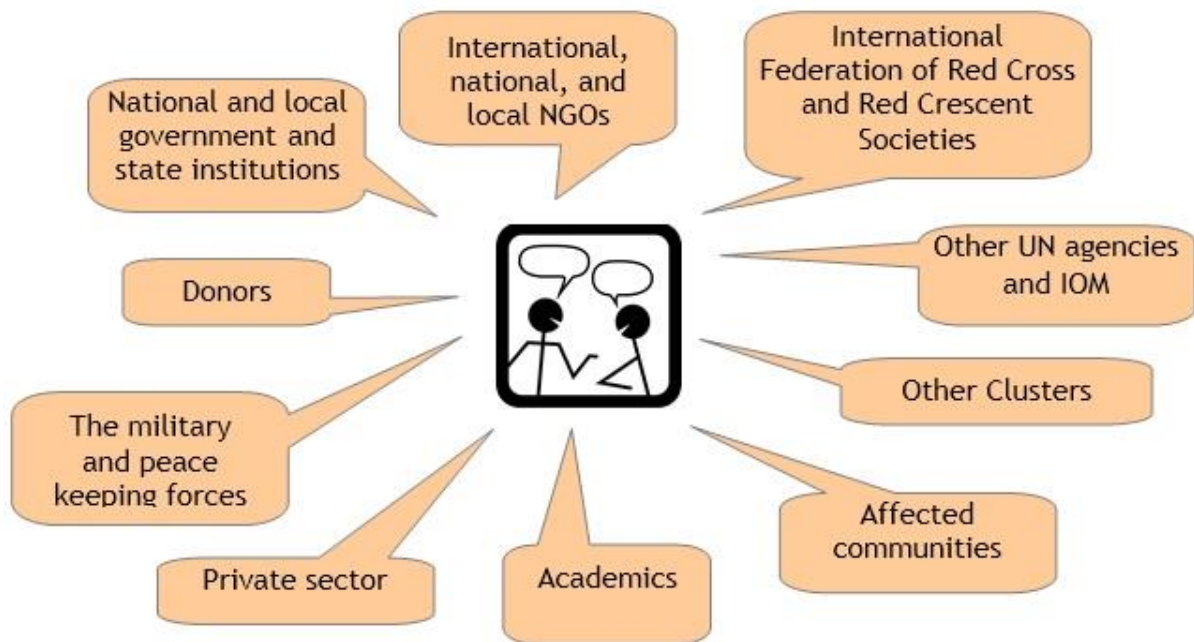 International,
national, and
local NGOs
International
Federation of Red Cross
and Red Crescent
Societies
National and local
government and
state institutions
Other UN agencies
and IOM
Donors
Other Clusters
The military
and peace
keeping forces
Affected
communities
Private sector
Academics